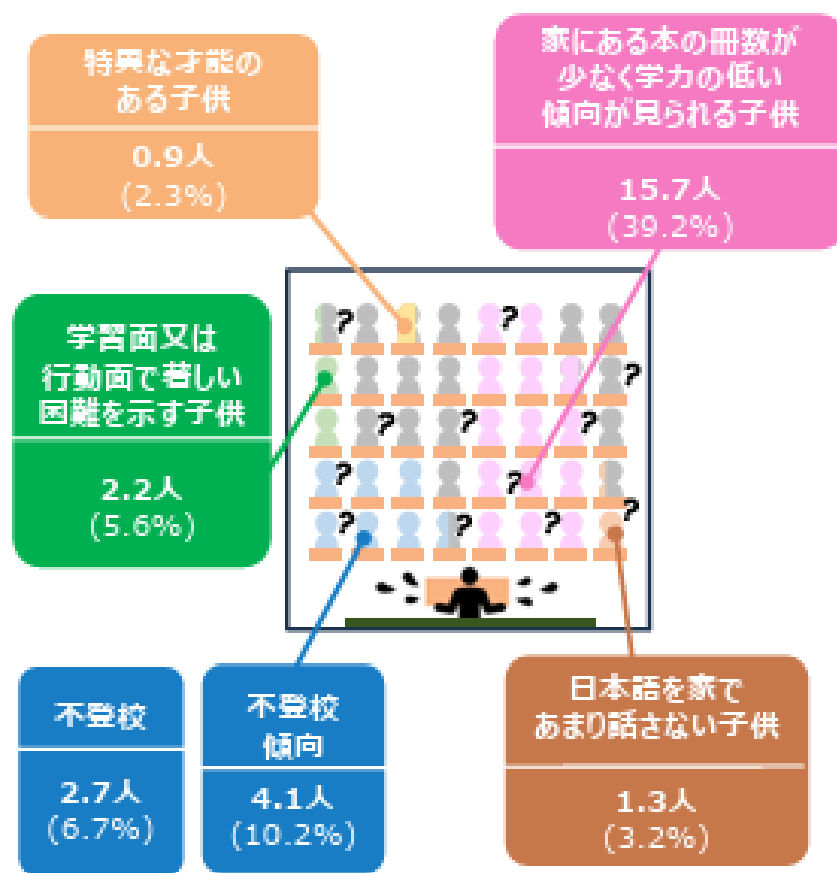 特異な才能の
ある子供
0.9人
(2.3%)
家にある本の冊数が
少なく学力の低い
傾向が見られる子供
15.7人
(39.2%)
学習面又は
行動面で著しい
困難を示す子供
2.2人
(5.6%)
?
?
?
?
?
?
?
?
?
?
?
?
不登校
2.7人
(6.7%)
不登校
傾向
4.1人
(10.2%)
日本語を家で
あまり話さない子供
1.3人
(3.2%)